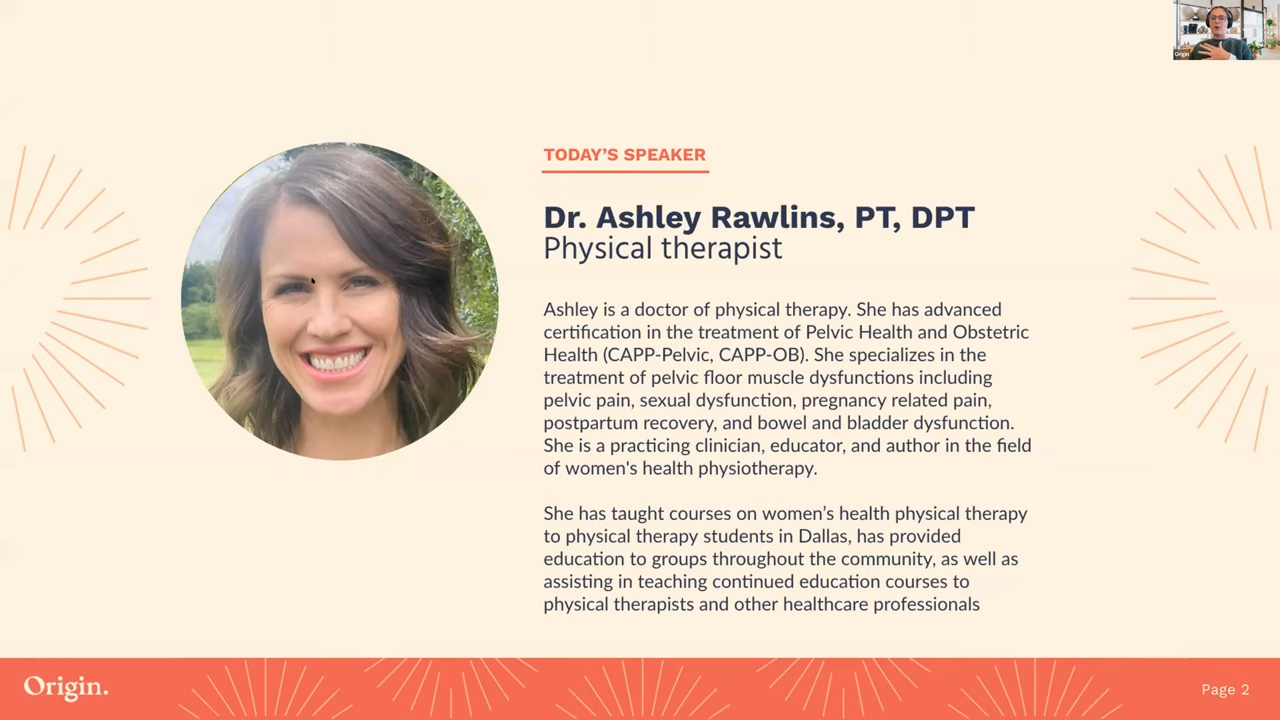 Origin
TODAY’S SPEAKER
Dr. Ashley Rawlins, PT, DPT
Physical therapist
Ashley is a doctor of physical therapy. She has advanced
certification in the treatment of Pelvic Health and Obstetric
Health (CAPP-Pelvic, CAPP-OB). She specializes in the
treatment of pelvic floor muscle dysfunctions including
pelvic pain, sexual dysfunction, pregnancy related pain,
postpartum recovery, and bowel and bladder dysfunction.
She is a practicing clinician, educator, and author in the field
of women's health physiotherapy.
She has taught courses on women’s health physical therapy
to physical therapy students in Dallas, has provided
education to groups throughout the community, as well as
assisting in teaching continued education courses to
physical therapists and other healthcare professionals
Origin.
Page 2